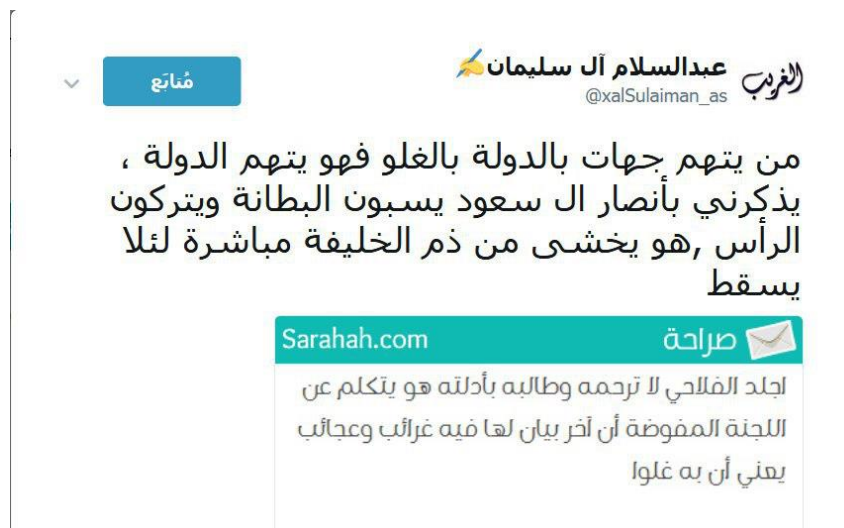 عبدالسلام آل سليمان✍️
الغريب
@xalSulaiman_as
مُتابَع
من يتهم جهات بالدولة بالغلو فهو يتهم الدولة ،
يذكرني بأنصار ال سعود يسبون البطانة ويتركون
الرأس ,هو يخشى من ذم الخليفة مباشرة لئلا
يسقط
صراحة
Sarahah.com
اجلد الفلاحي لا ترحمه وطالبه بأدلته هو يتكلم عن
اللجنة المفوضة أن آخر بيان لها فيه غرائب وعجائب
يعني أن به غلوا